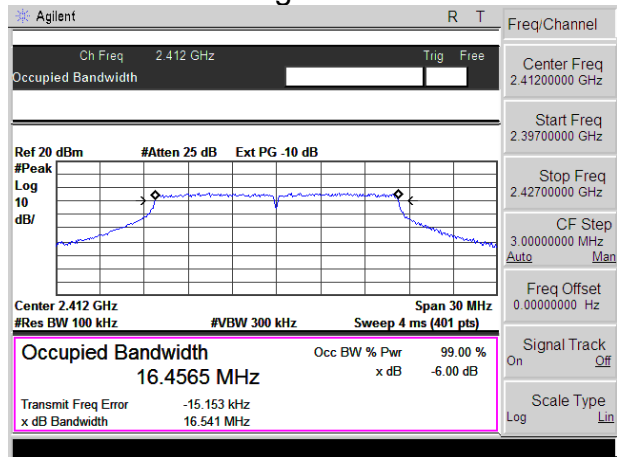 Agilent R T
Freq/Channel
Ch Freq 2.412 GHz Trig Free
Occupied Bandwidth
Center Freq
2.41200000 GHz
Start Freq
2.39700000 GHz
Ref 20 dBm #Atten 25 dB Ext PG -10 dB
#Peak
Log
10
dB/
Stop Freq
2.42700000 GHz
CF Step
3.00000000 MHz
Auto Man
Freq Offset
0.00000000 Hz
Center 2.412 GHz Span 30 MHz
#Res BW 100 kHz #VBW 300 kHz Sweep 4 ms (401 pts)
Occupied Bandwidth Occ BW % Pwr 99.00 %
16.4565 MHz x dB -6.00 dB
Transmit Freq Error -15.153 kHz
x dB Bandwidth 16.541 MHz
Signal Track
On Off
Scale Type
Log Lin